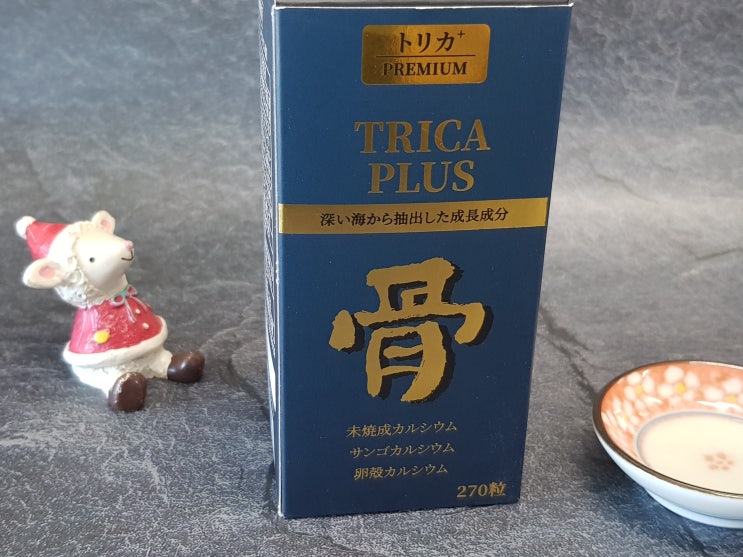 トリカ+
PREMIUM
TRICA
PLUS
深い海から抽出した成長成分
骨
未焼成カルシウム
サンゴカルシウム
卵殻カルシウム
270粒